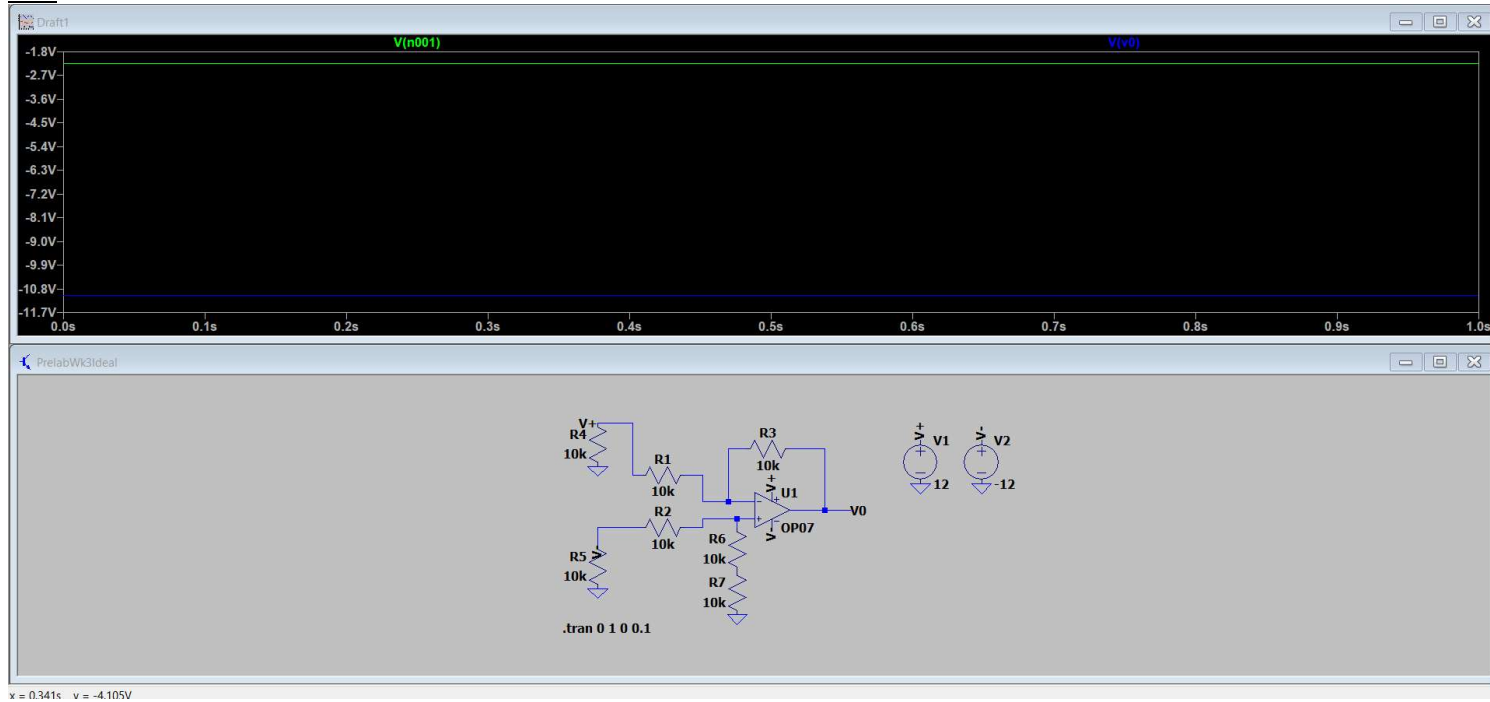 Draft1
V(n001) V(v0)
-1.8V
-2.7V
-3.6V
-4.5V
-5.4V
-6.3V
-7.2V
-8.1V
-9.0V
-9.9V
-10.8V
-11.7V
0.0s 0.1s 0.2s 0.3s 0.4s 0.5s 0.6s 0.7s 0.8s 0.9s 1.0s
PrelabWk3Ideal
V+
R4
10k
R1
10k
R3
10k
V+
U1
OP07
V-
V0
R2
10k
R5
V-
10k
R6
10k
R7
10k
V+
V1
12
V-
V2
-12
.tran 0 1 0 0.1
x = 0.341s y = -4.105V